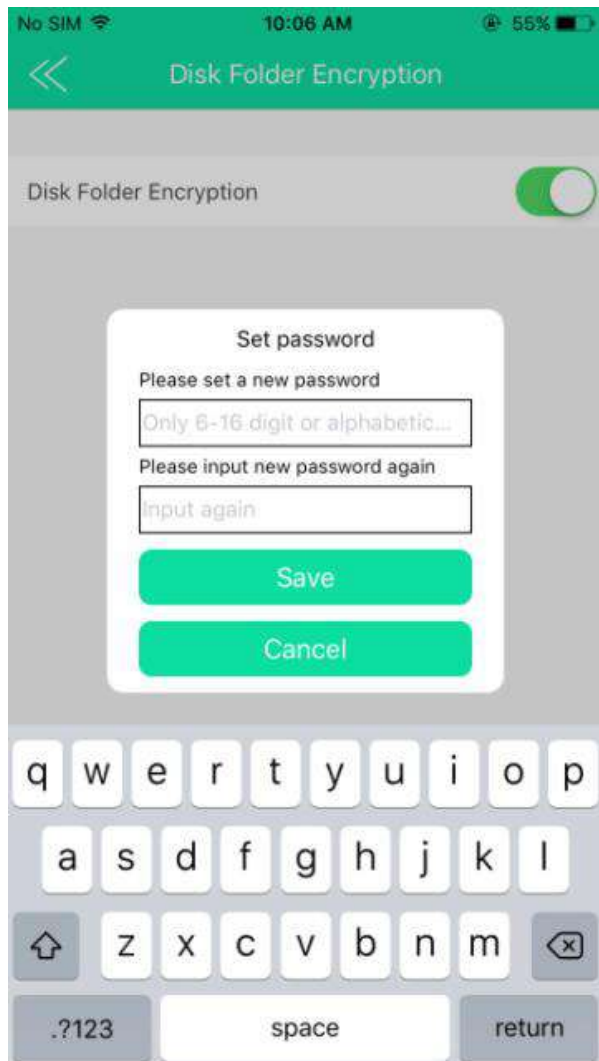 No SIM 10:06 AM 55%
Disk Folder Encryption
Disk Folder Encryption
Set password
Please set a new password
Only 6-16 digit or alphabetic...
Please input new password again
Input again
Save
Cancel
q w e r t y u i o p
a s d f g h j k l
z x c v b n m
.?123 space return